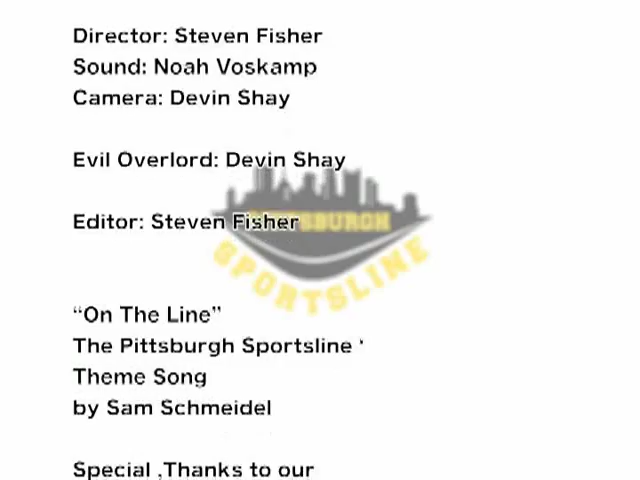 Director: Steven Fisher
Sound: Noah Voskamp
Camera: Devin Shay
Evil Overlord: Devin Shay
Editor: Steven Fisher
PITTSBURGH
SPORTSLINE
“On The Line”
The Pittsburgh Sportsline '
Theme Song
by Sam Schmeidel
Special ,Thanks to our